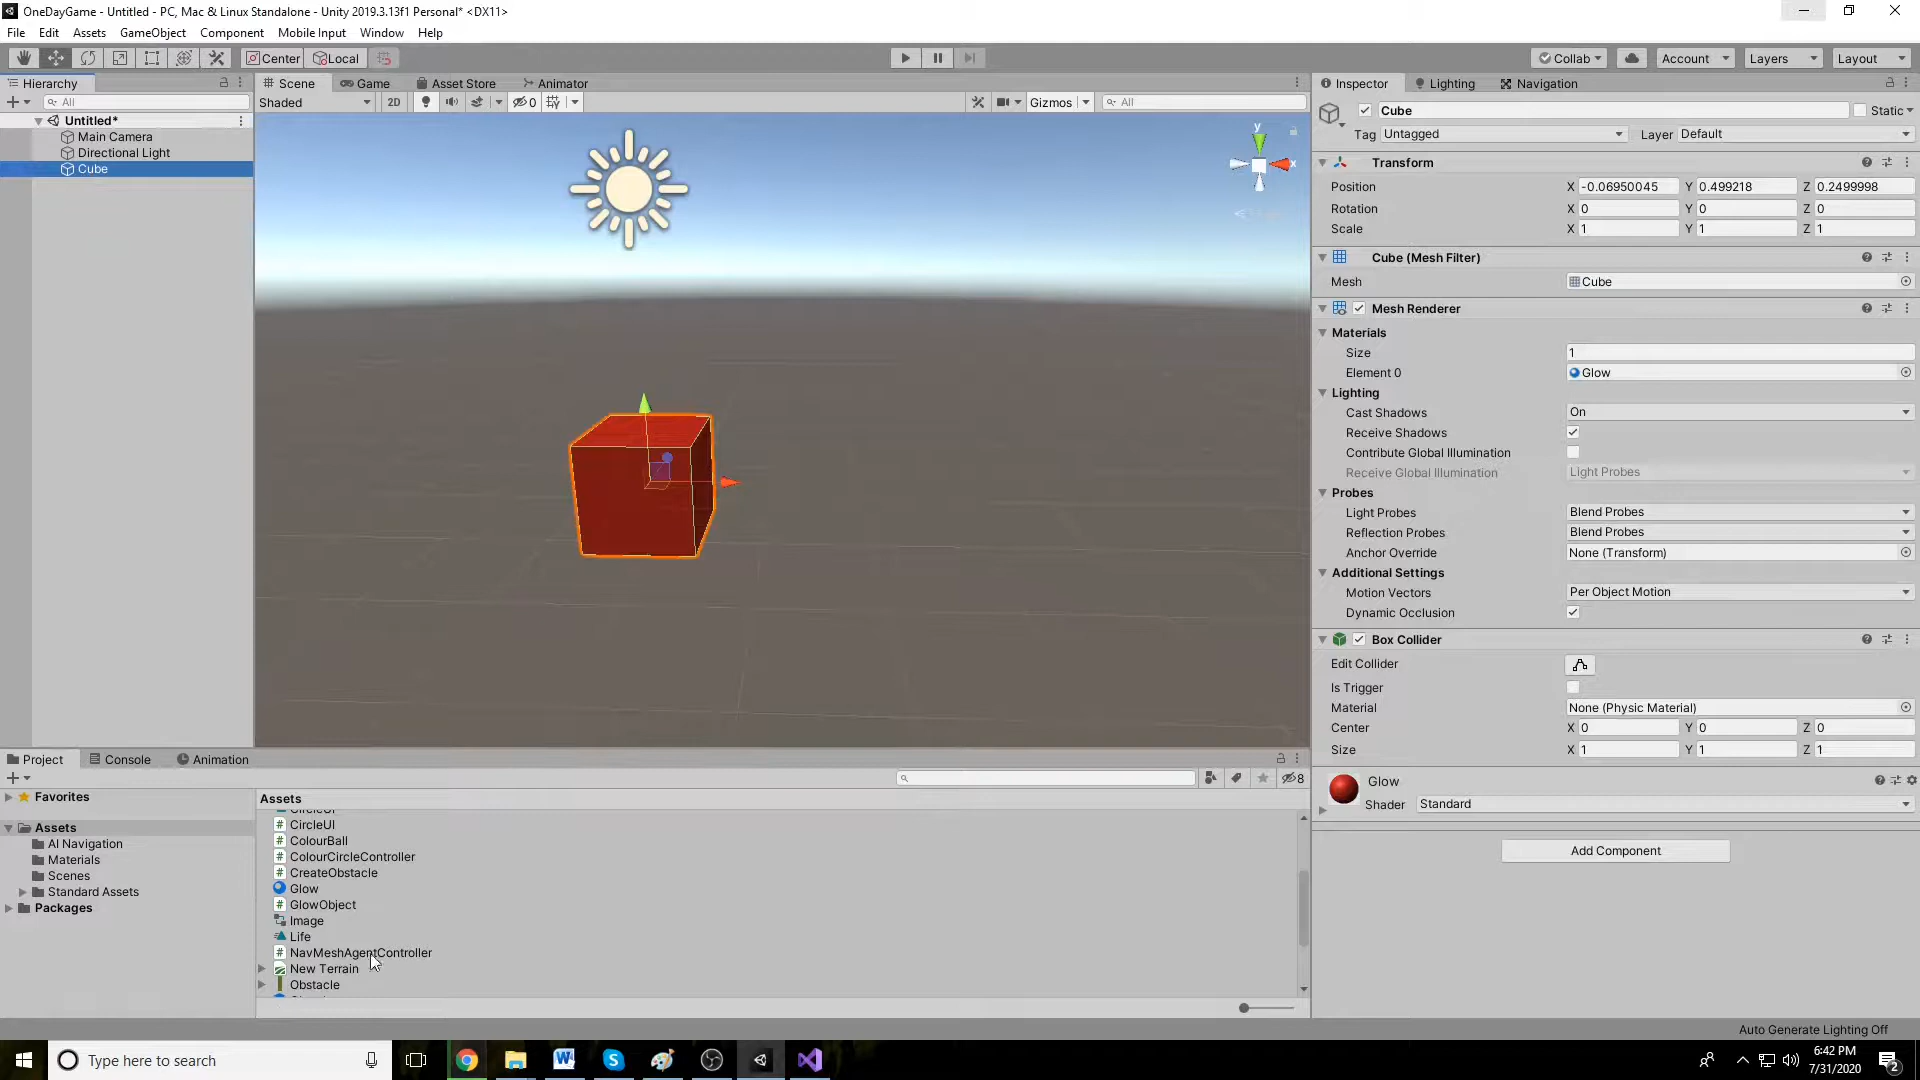 OneDayGame - Untitled - PC, Mac & Linux Standalone - Unity 2019.3.13f1 Personal* <DX11>
File Edit Assets GameObject Component Mobile Input Window Help
Center Local Collab Account Layers Layout
Hierarchy Scene Game Asset Store Animator Inspector Lighting Navigation
All Shaded 2D 0 Gizmos All Cube Static
Untitled*
Main Camera Tag Untagged Layer Default
Directional Light
Cube
y
x
Transform
Position X -0.06950045 Y 0.499218 Z 0.2499998
Rotation X 0 Y 0 Z 0
Scale X 1 Y 1 Z 1
Cube (Mesh Filter)
Mesh Cube
Mesh Renderer
Materials
Size 1
Element 0 Glow
Lighting
Cast Shadows On
Receive Shadows
Contribute Global Illumination
Receive Global Illumination Light Probes
Probes
Light Probes Blend Probes
Reflection Probes Blend Probes
Anchor Override None (Transform)
Additional Settings
Motion Vectors Per Object Motion
Dynamic Occlusion
Box Collider
Edit Collider
Is Trigger
Material None (Physic Material)
Center X 0 Y 0 Z 0
Size X 1 Y 1 Z 1
Glow
Shader Standard
Add Component
Project Console Animation
8
Favorites
Assets
AI Navigation
Materials
Scenes
Standard Assets
Packages
Assets
CircleUI
ColourBall
ColourCircleController
CreateObstacle
Glow
GlowObject
Image
Life
NavMeshAgentController
New Terrain
Obstacle
Auto Generate Lighting Off
Type here to search
6:42 PM
7/31/2020
2